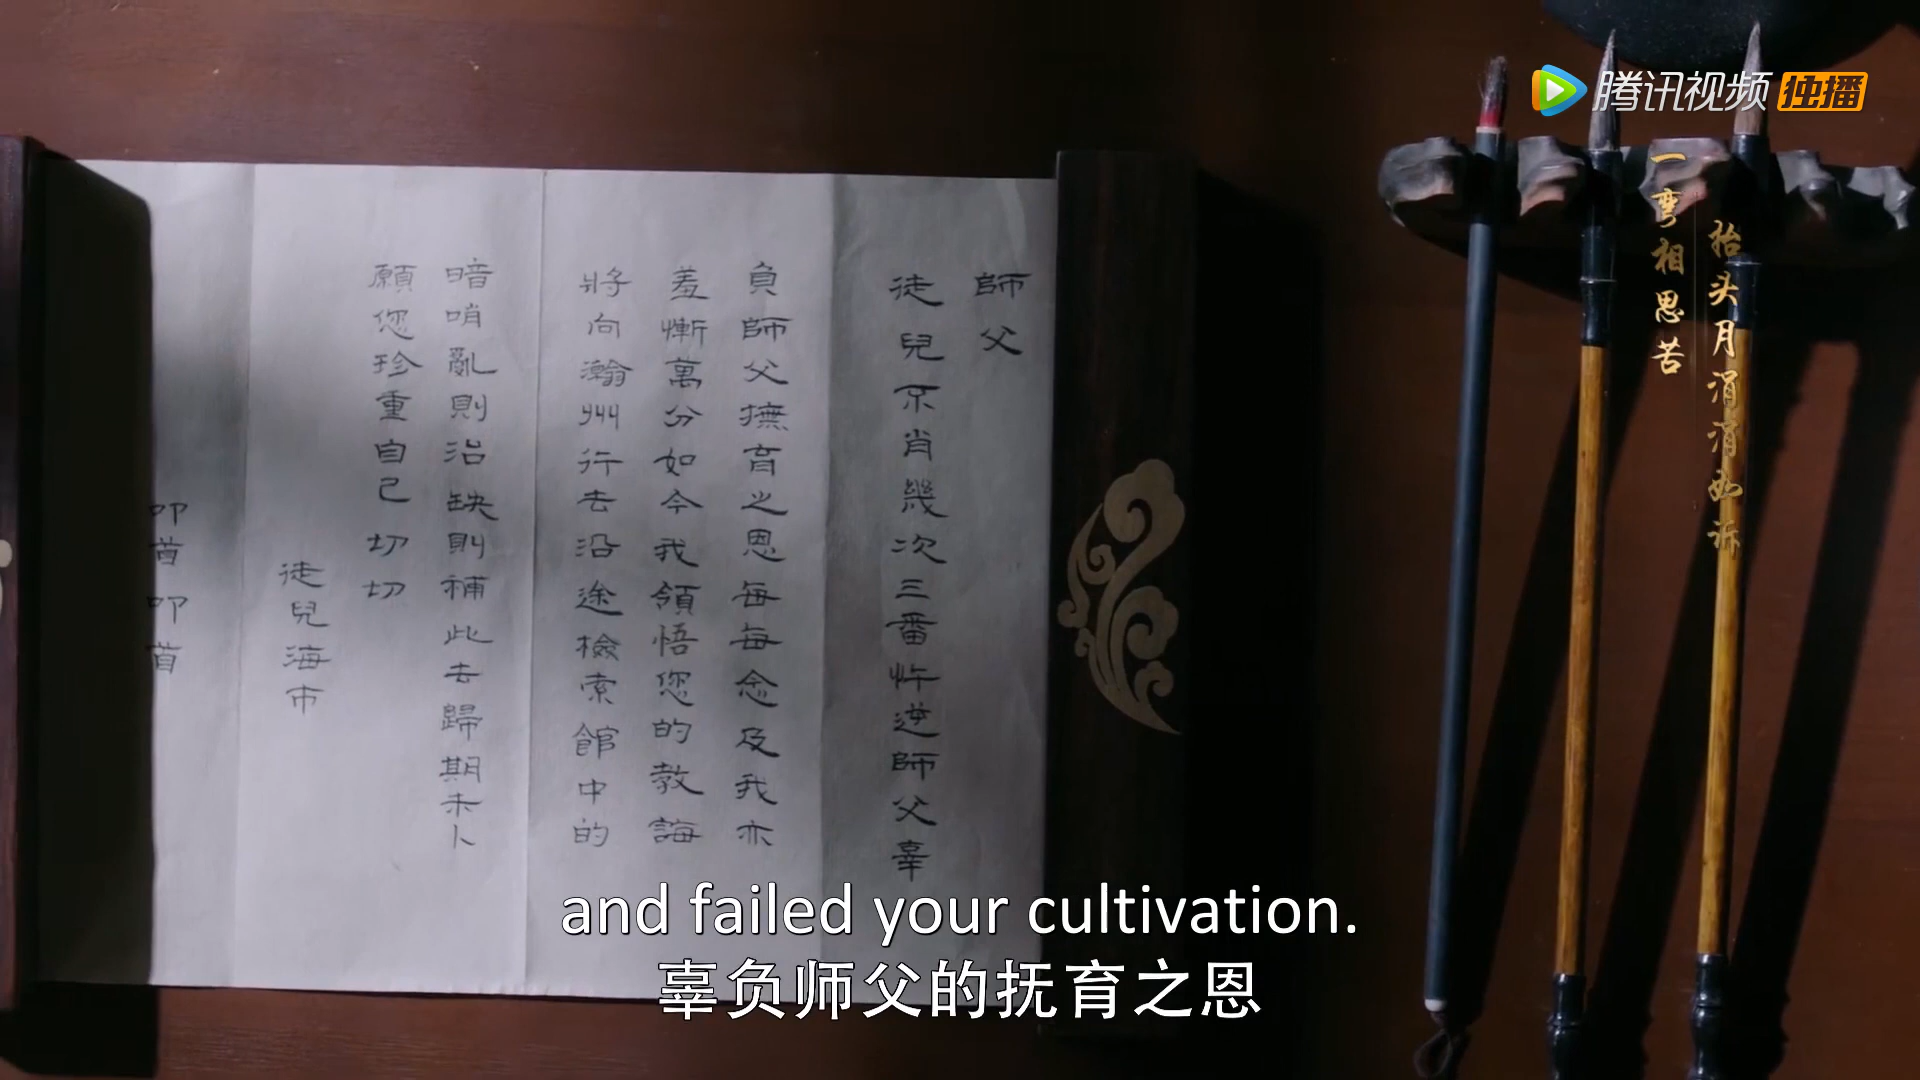 腾讯视频 独播
抬头月涓涓如诉
一弯相思苦
師父
徒兒不肖幾次三番忤逆師父辜
負師父撫育之恩每每念及我亦
羞慚萬分如今我領悟您的教誨
將向瀚州行去沿途檢索館中的
暗哨亂則治缺則補此去歸期未卜
願您珍重自己切切
徒兒海市
叩首叩首
and failed your cultivation.
辜负师父的抚育之恩